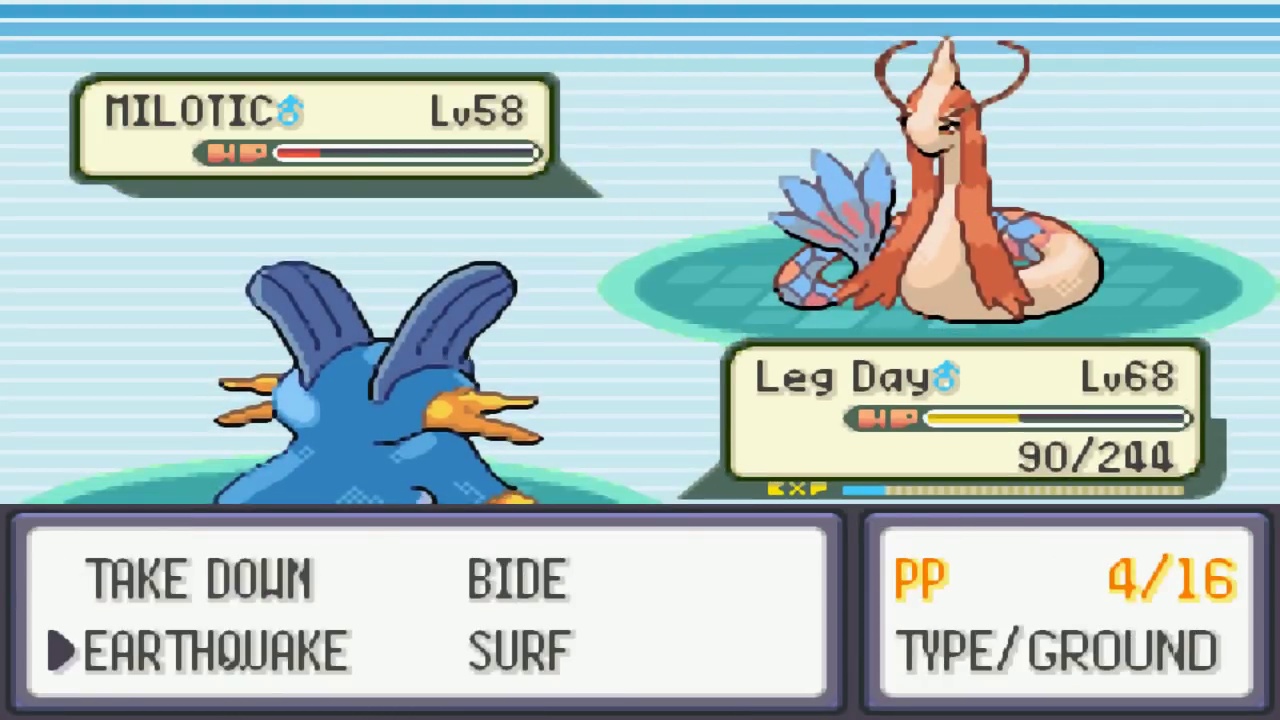 MILOTIC♂ Lv58
HP
Leg Day♂ Lv68
HP
90/244
EXP
TAKE DOWN BIDE
EARTHQUAKE SURF
PP 4/16
TYPE/GROUND